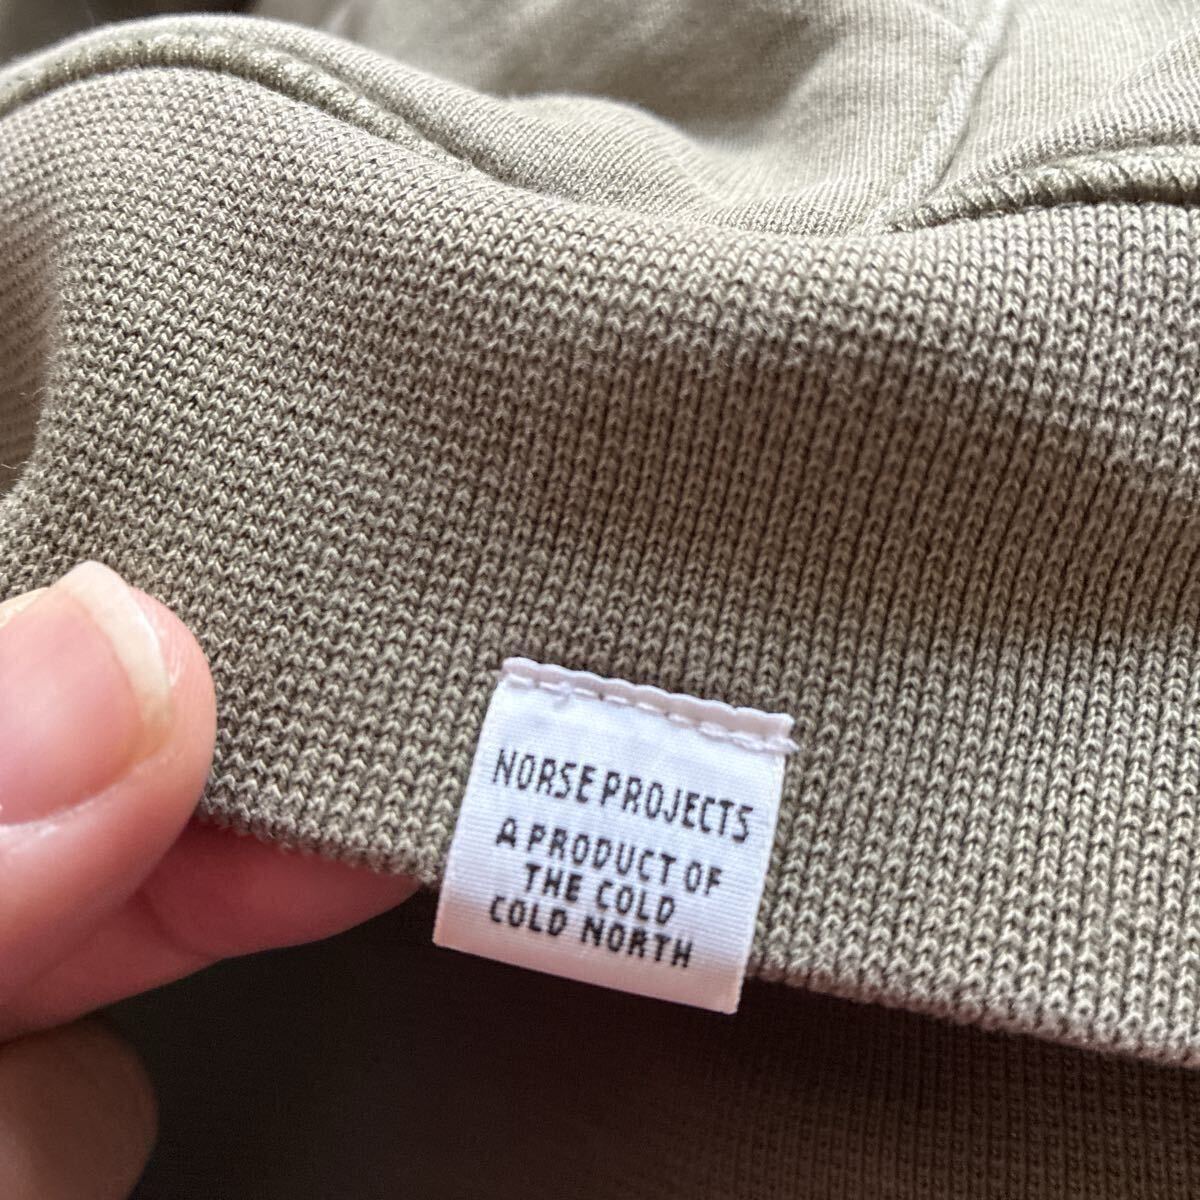 NORSE PROJECTS
A PRODUCT OF
THE COLD
COLD NORTH